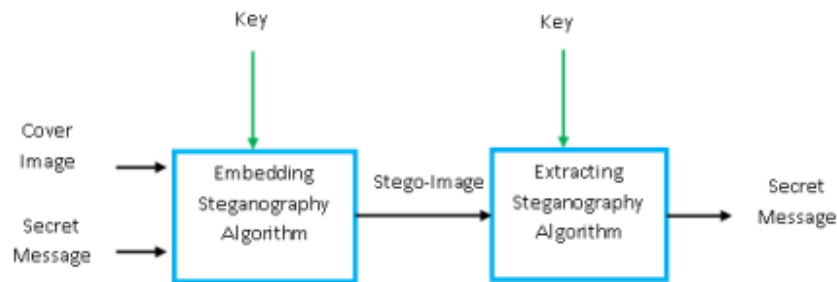 Key
Key
Cover
Image
Secret
Message
Embedding
Steganography
Algorithm
Stego-Image
Extracting
Steganography
Algorithm
Secret
Message